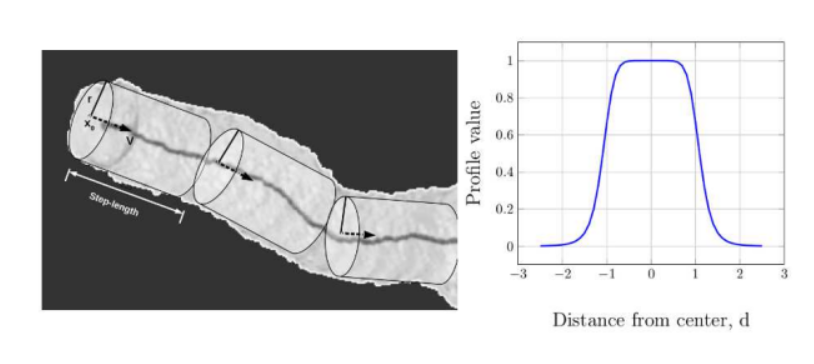 r
x₀
v
Step-length
Profile value
1
0.8
0.6
0.4
0.2
0
−3 −2 −1 0 1 2 3
Distance from center, d